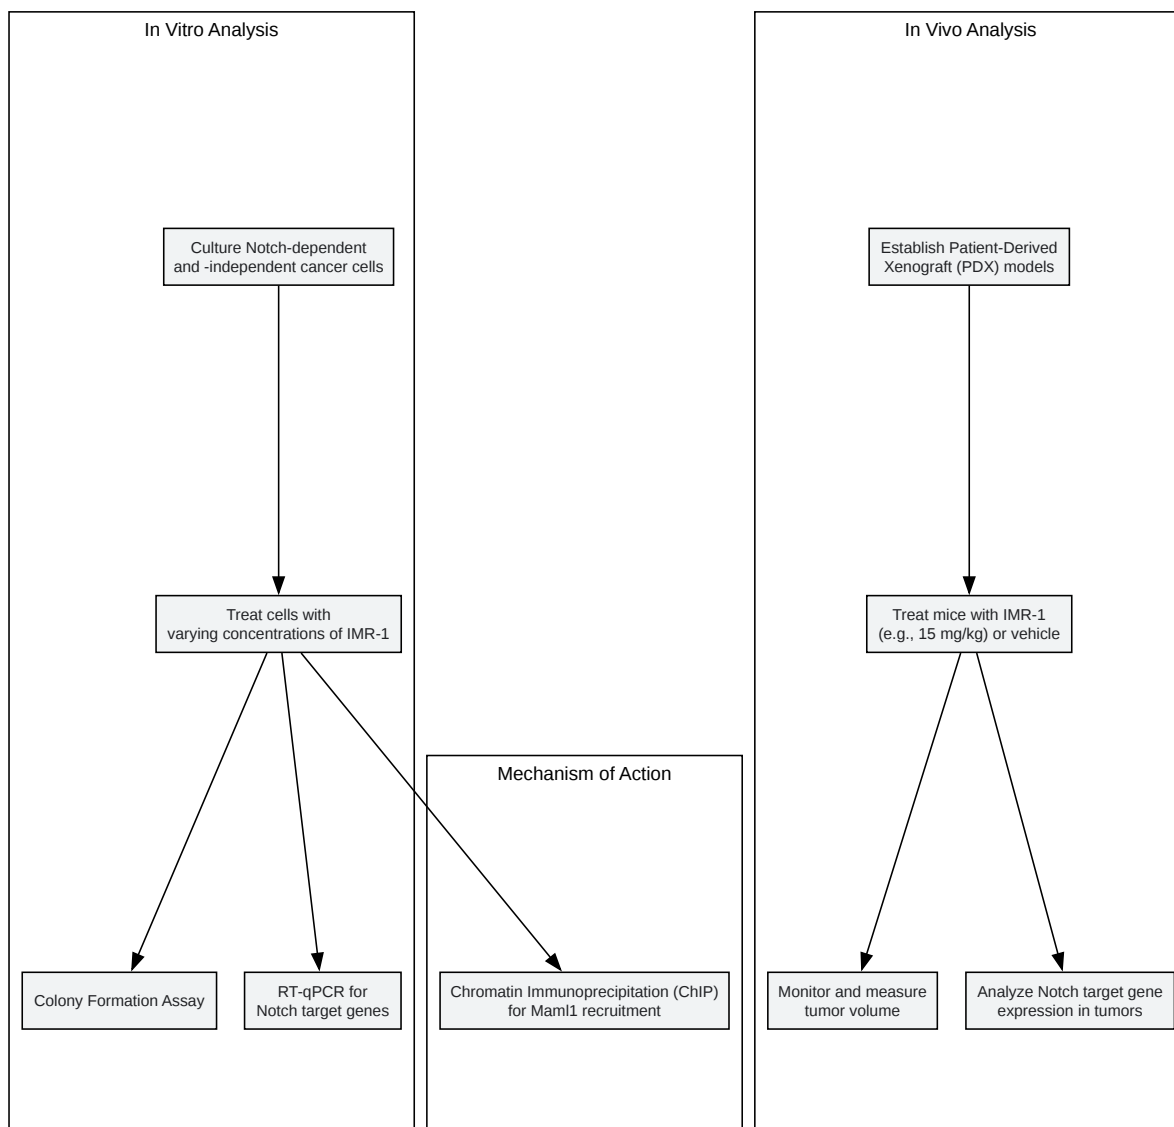 In Vitro Analysis
Culture Notch-dependent
and -independent cancer cells
Treat cells with
varying concentrations of IMR-1
Colony Formation Assay
RT-qPCR for
Notch target genes
Mechanism of Action
Chromatin Immunoprecipitation (ChIP)
for Maml1 recruitment
In Vivo Analysis
Establish Patient-Derived
Xenograft (PDX) models
Treat mice with IMR-1
(e.g., 15 mg/kg) or vehicle
Monitor and measure
tumor volume
Analyze Notch target gene
expression in tumors